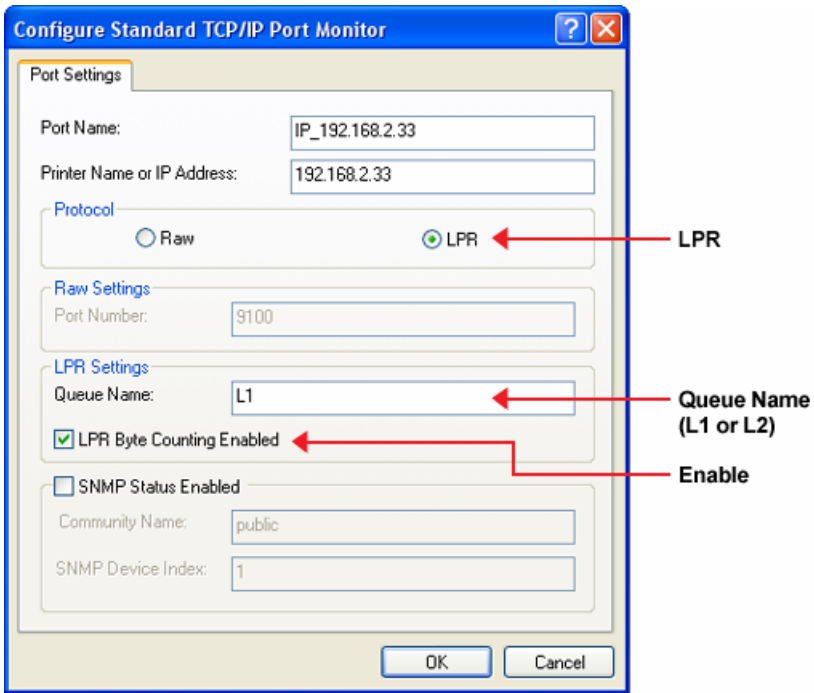 Configure Standard TCP/IP Port Monitor
Port Settings
Port Name: IP_192.168.2.33
Printer Name or IP Address: 192.168.2.33
Protocol
Raw LPR LPR
Raw Settings
Port Number: 9100
LPR Settings
Queue Name: L1 Queue Name
(L1 or L2)
LPR Byte Counting Enabled
Enable
SNMP Status Enabled
Community Name: public
SNMP Device Index: 1
OK Cancel